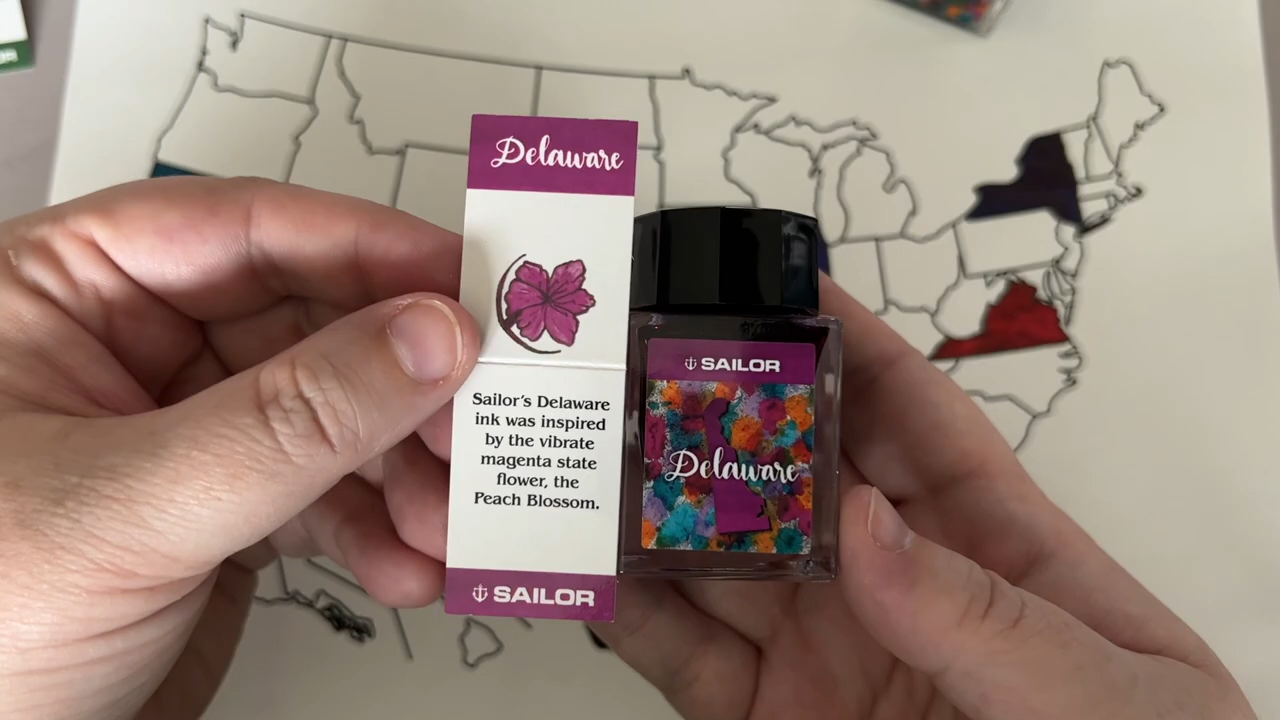 Delaware
Sailor's Delaware
ink was inspired
by the vibrate
magenta state
flower, the
Peach Blossom.
SAILOR
SAILOR
Delaware